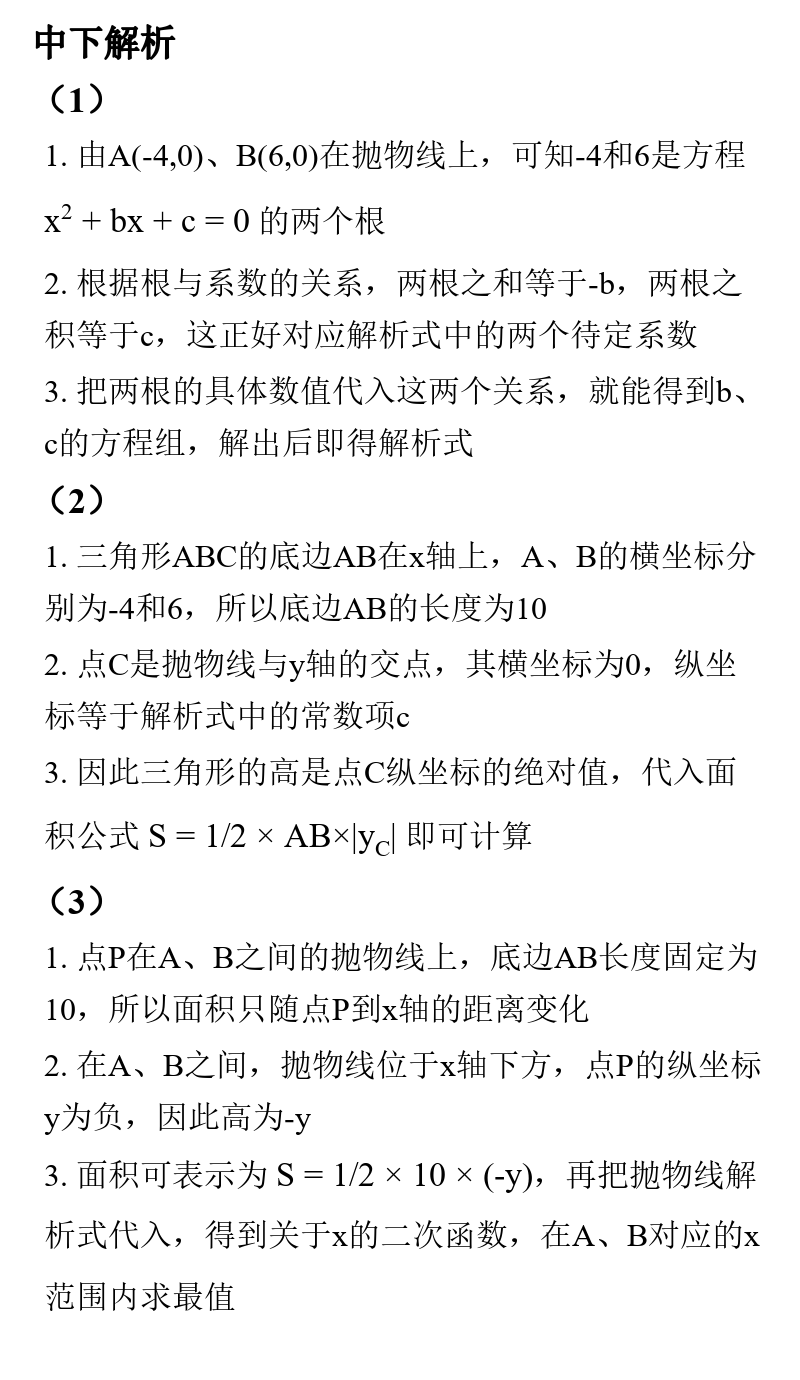 中下解析
（1）
1. 由A(-4,0)、B(6,0)在抛物线上，可知-4和6是方程
x² + bx + c = 0 的两个根
2. 根据根与系数的关系，两根之和等于-b，两根之
积等于c，这正好对应解析式中的两个待定系数
3. 把两根的具体数值代入这两个关系，就能得到b、
c的方程组，解出后即得解析式
（2）
1. 三角形ABC的底边AB在x轴上，A、B的横坐标分
别为-4和6，所以底边AB的长度为10
2. 点C是抛物线与y轴的交点，其横坐标为0，纵坐
标等于解析式中的常数项c
3. 因此三角形的高是点C纵坐标的绝对值，代入面
积公式 S = 1/2 × AB×|y_C| 即可计算
（3）
1. 点P在A、B之间的抛物线上，底边AB长度固定为
10，所以面积只随点P到x轴的距离变化
2. 在A、B之间，抛物线位于x轴下方，点P的纵坐标
y为负，因此高为-y
3. 面积可表示为 S = 1/2 × 10 × (-y)，再把抛物线解
析式代入，得到关于x的二次函数，在A、B对应的x
范围内求最值